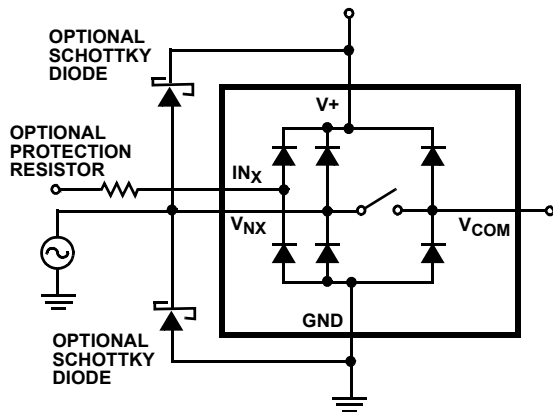 OPTIONAL
SCHOTTKY
DIODE
V+
OPTIONAL
PROTECTION
RESISTOR
INX
VNX
VCOM
GND
OPTIONAL
SCHOTTKY
DIODE